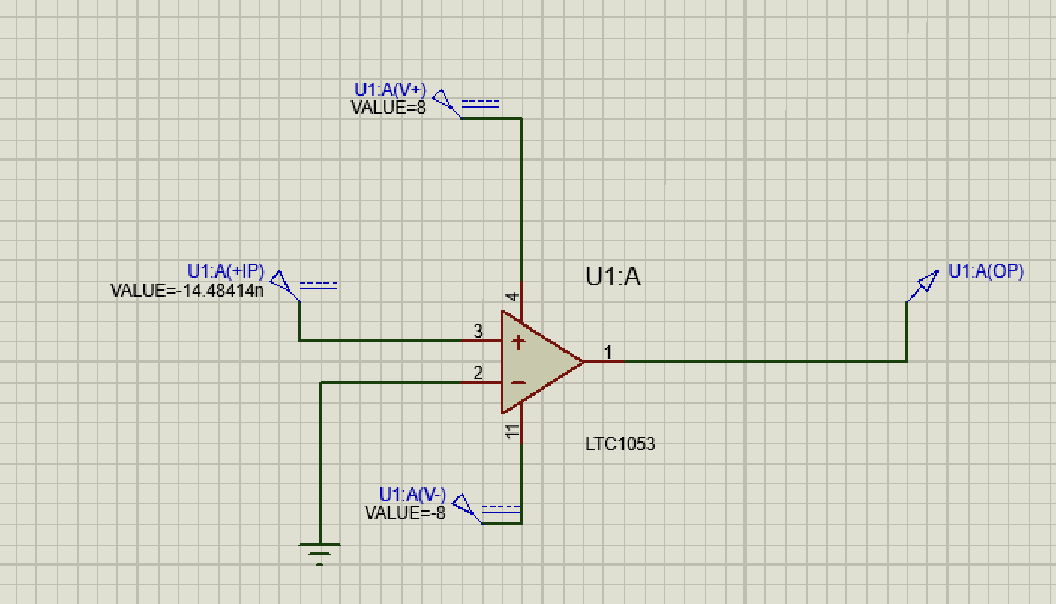 U1:A(V+)
VALUE=8
U1:A(+IP)
VALUE=-14.48414n
U1:A
U1:A(OP)
4
3
+
1
2
−
11
LTC1053
U1:A(V-)
VALUE=-8